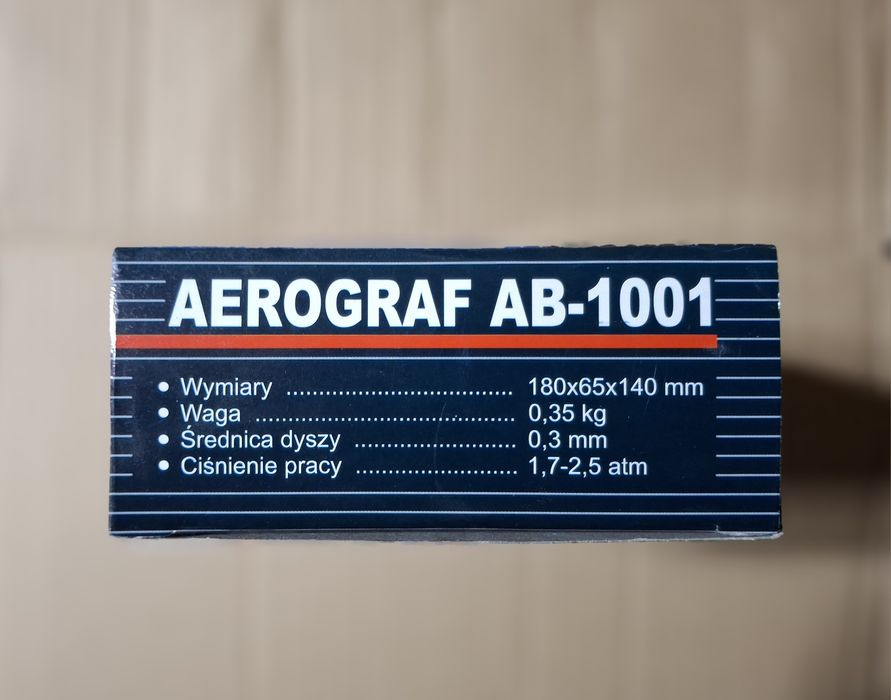 AEROGRAF AB-1001
• Wymiary ................................... 180x65x140 mm
• Waga ........................................ 0,35 kg
• Średnica dyszy ......................... 0,3 mm
• Ciśnienie pracy ......................... 1,7-2,5 atm